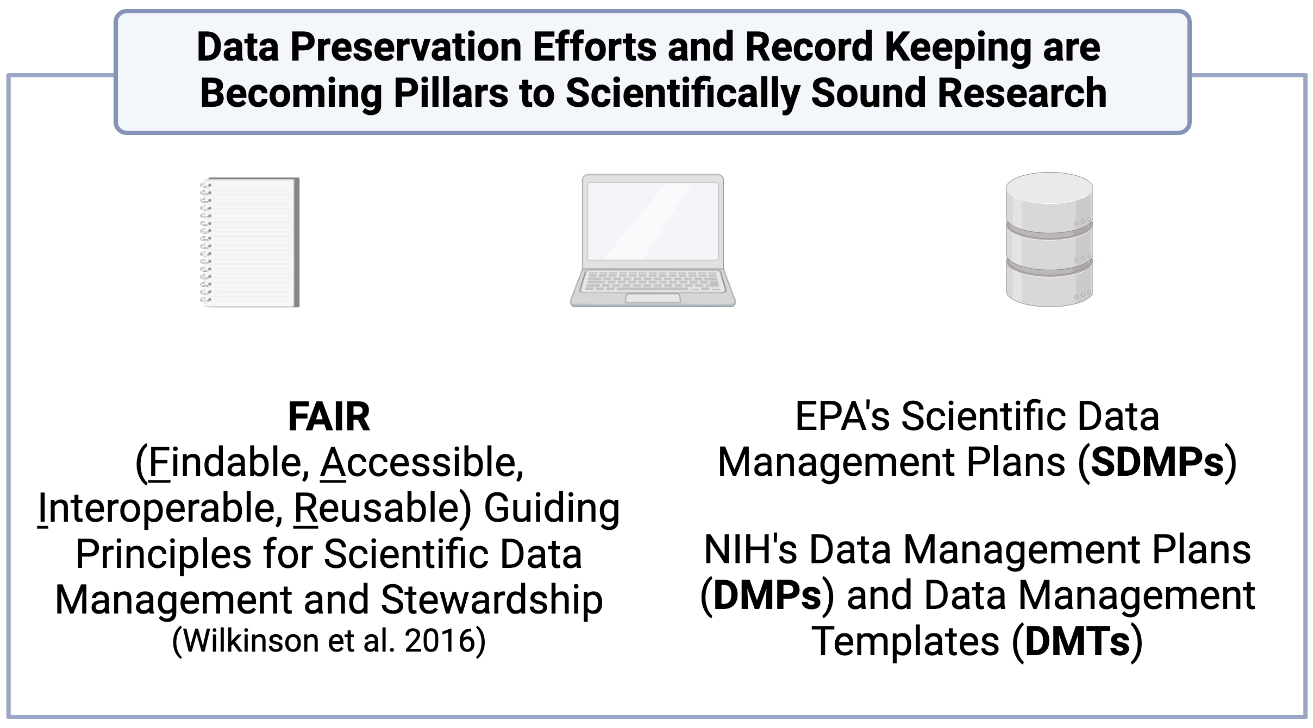 Data Preservation Efforts and Record Keeping are
Becoming Pillars to Scientifically Sound Research
FAIR
(Findable, Accessible,
Interoperable, Reusable) Guiding
Principles for Scientific Data
Management and Stewardship
(Wilkinson et al. 2016)
EPA's Scientific Data
Management Plans (SDMPs)
NIH's Data Management Plans
(DMPs) and Data Management
Templates (DMTs)